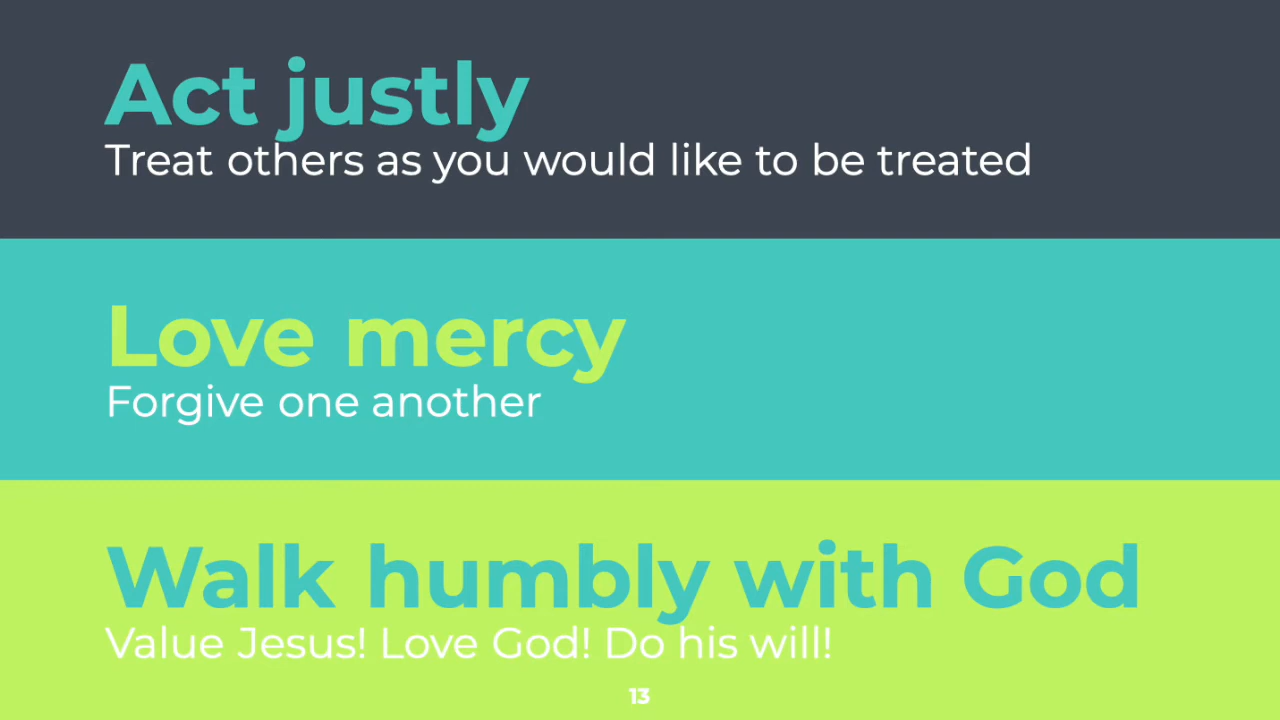 Act justly
Treat others as you would like to be treated
Love mercy
Forgive one another
Walk humbly with God
Value Jesus! Love God! Do his will!
13